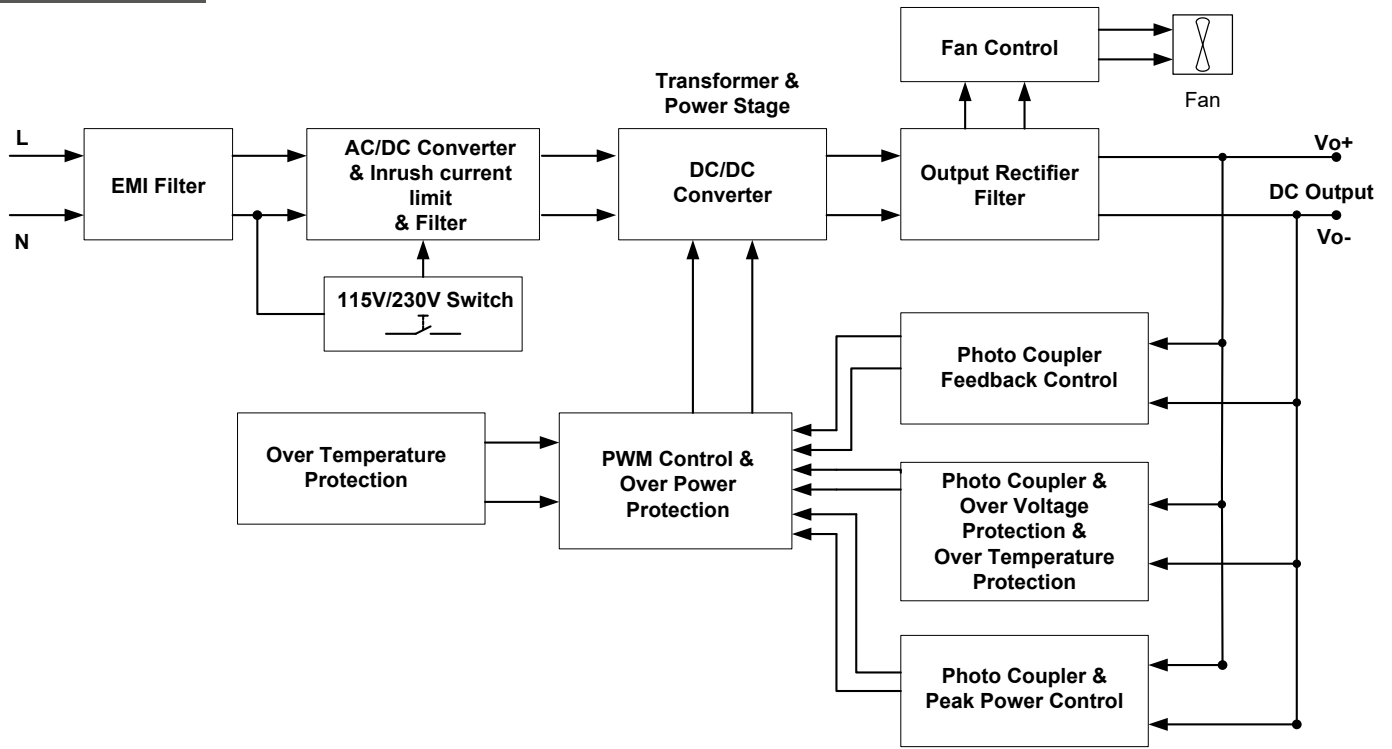 Fan Control
Fan
Transformer &
Power Stage
L
N
EMI Filter
AC/DC Converter
& Inrush current
limit
& Filter
DC/DC
Converter
Output Rectifier
Filter
Vo+
DC Output
Vo-
115V/230V Switch
Photo Coupler
Feedback Control
Over Temperature
Protection
PWM Control &
Over Power
Protection
Photo Coupler &
Over Voltage
Protection &
Over Temperature
Protection
Photo Coupler &
Peak Power Control